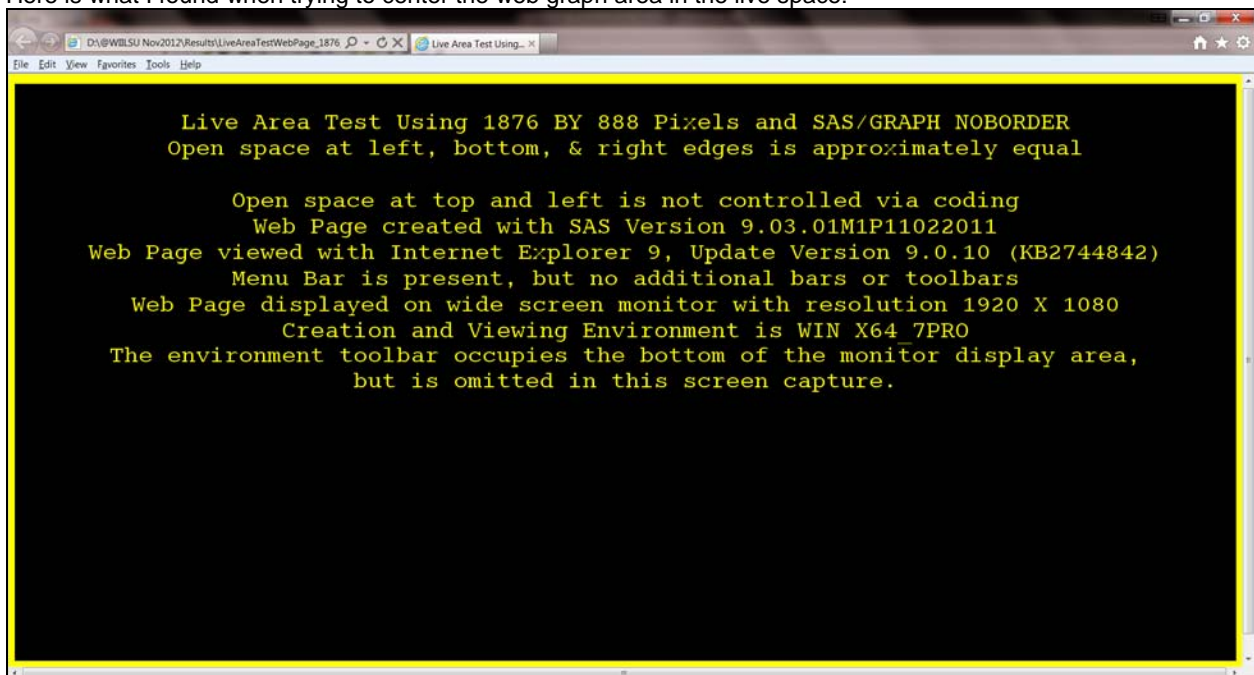 Here is what I found when trying to center the web graph area in the live space.
D:\@WIILSU Nov2012\Results\LiveAreaTestWebPage_1876
Live Area Test Using...
File Edit View Favorites Tools Help
Live Area Test Using 1876 BY 888 Pixels and SAS/GRAPH NOBORDER
Open space at left, bottom, & right edges is approximately equal
Open space at top and left is not controlled via coding
Web Page created with SAS Version 9.03.01M1P11022011
Web Page viewed with Internet Explorer 9, Update Version 9.0.10 (KB2744842)
Menu Bar is present, but no additional bars or toolbars
Web Page displayed on wide screen monitor with resolution 1920 X 1080
Creation and Viewing Environment is WIN X64_7PRO
The environment toolbar occupies the bottom of the monitor display area,
but is omitted in this screen capture.